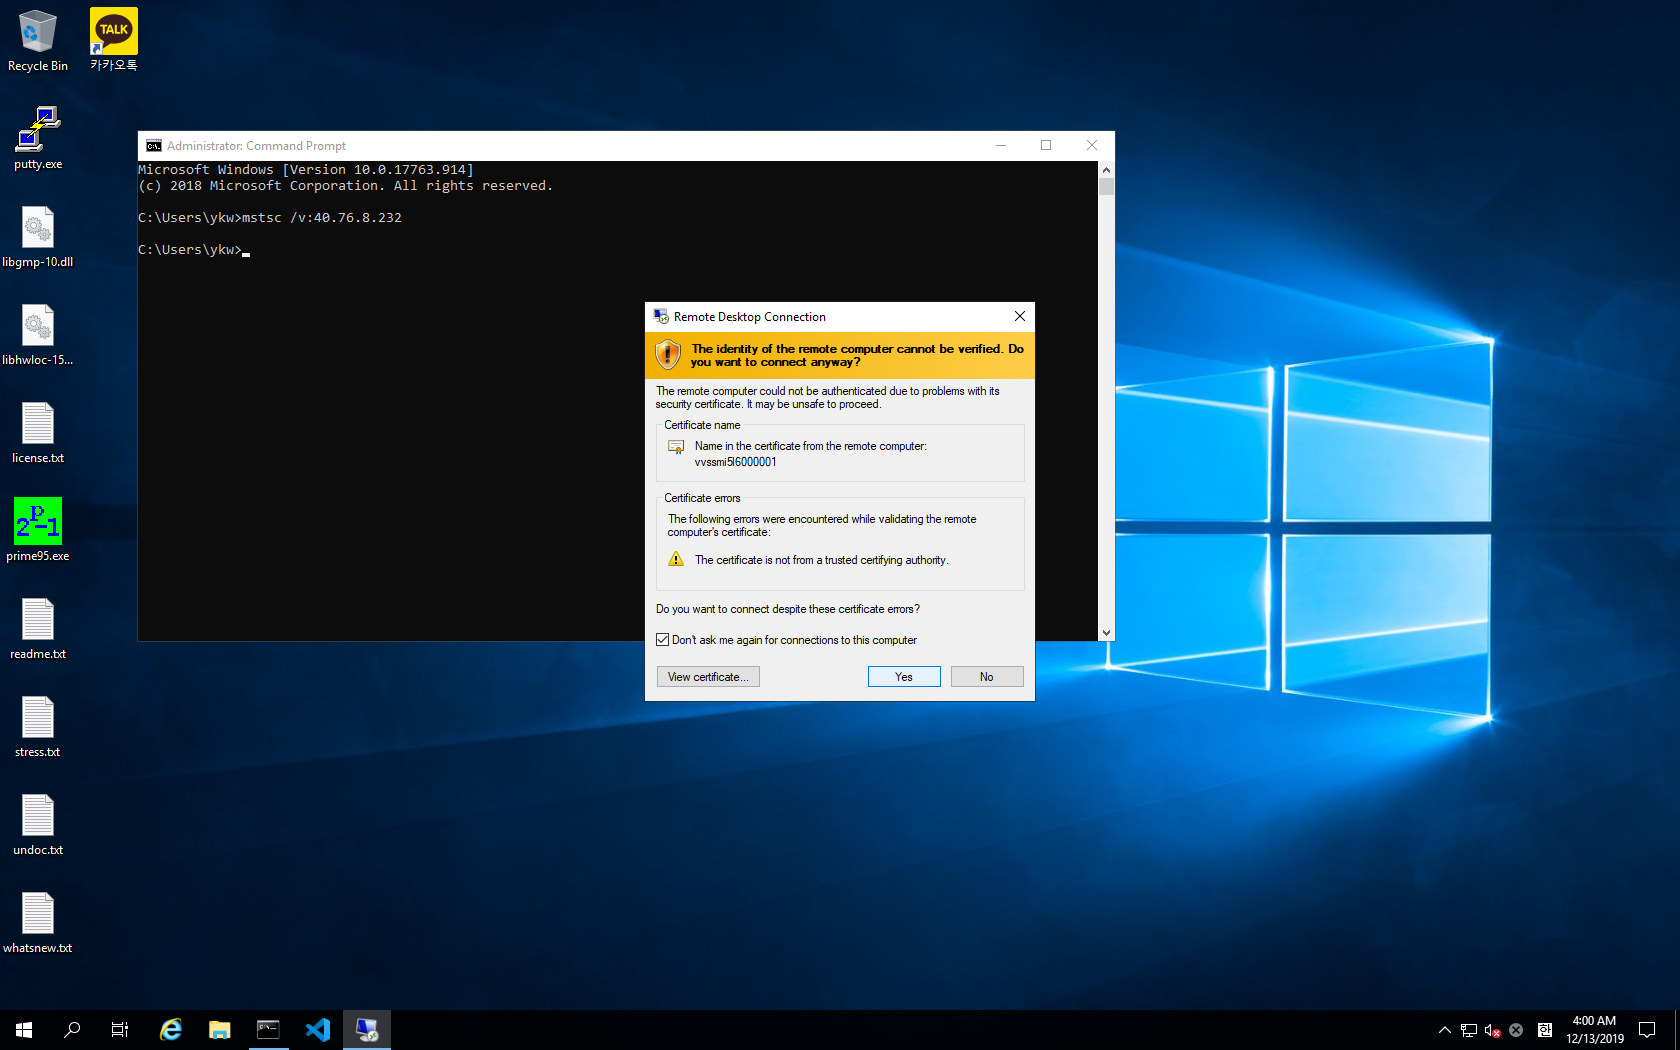 Recycle Bin
TALK
카카오톡
putty.exe
libgmp-10.dll
libhwloc-15...
license.txt
2P-1
prime95.exe
readme.txt
stress.txt
undoc.txt
whatsnew.txt
Administrator: Command Prompt
Microsoft Windows [Version 10.0.17763.914]
(c) 2018 Microsoft Corporation. All rights reserved.
C:\Users\ykw>mstsc /v:40.76.8.232
C:\Users\ykw>
Remote Desktop Connection
The identity of the remote computer cannot be verified. Do
you want to connect anyway?
The remote computer could not be authenticated due to problems with its
security certificate. It may be unsafe to proceed.
Certificate name
Name in the certificate from the remote computer:
vvssmi5l6000001
Certificate errors
The following errors were encountered while validating the remote
computer's certificate:
The certificate is not from a trusted certifying authority.
Do you want to connect despite these certificate errors?
Don't ask me again for connections to this computer
View certificate...
Yes
No
한
4:00 AM
12/13/2019